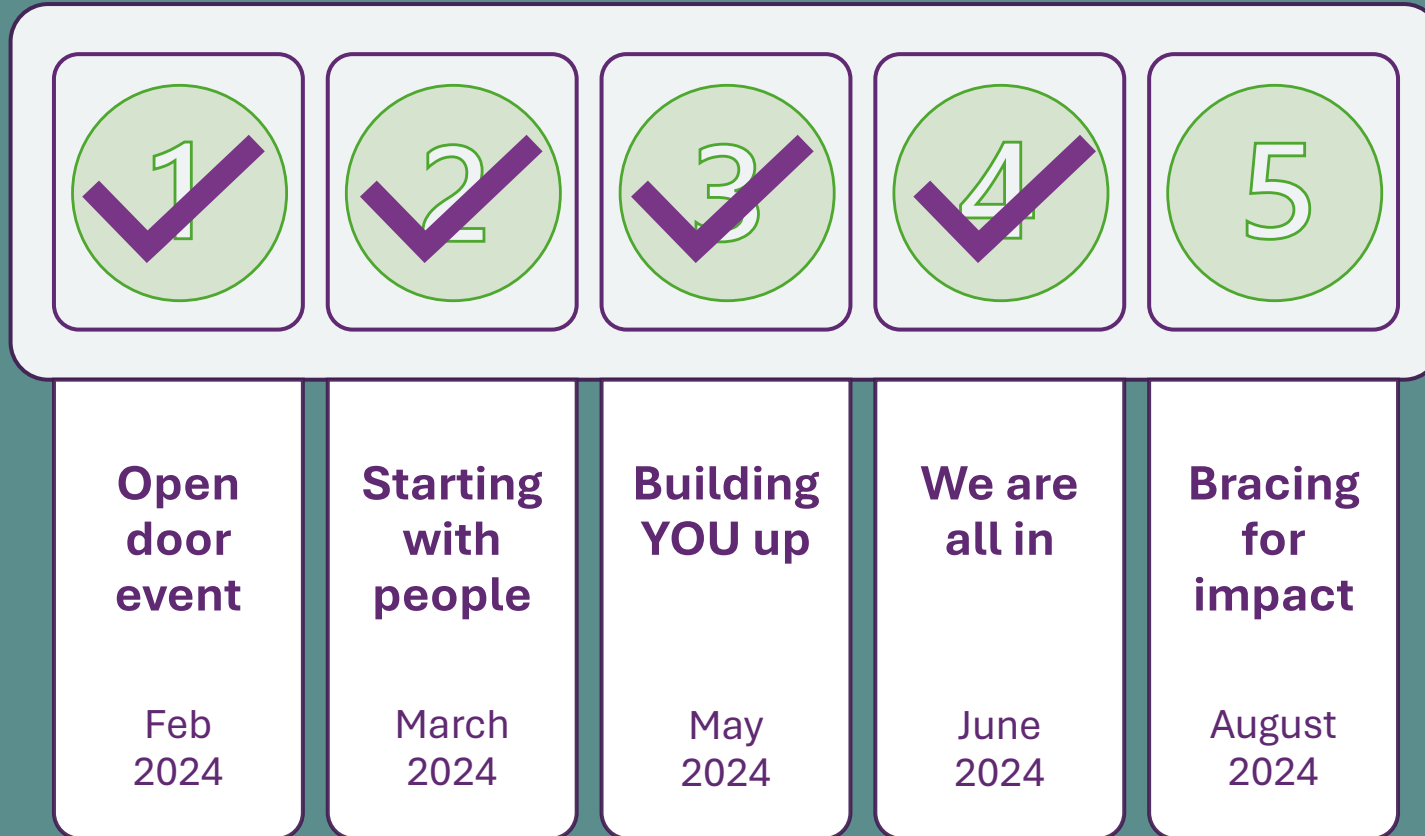 1
2
3
4
5
Open
door
event
Feb
2024
Starting
with
people
March
2024
Building
YOU up
May
2024
We are
all in
June
2024
Bracing
for
impact
August
2024